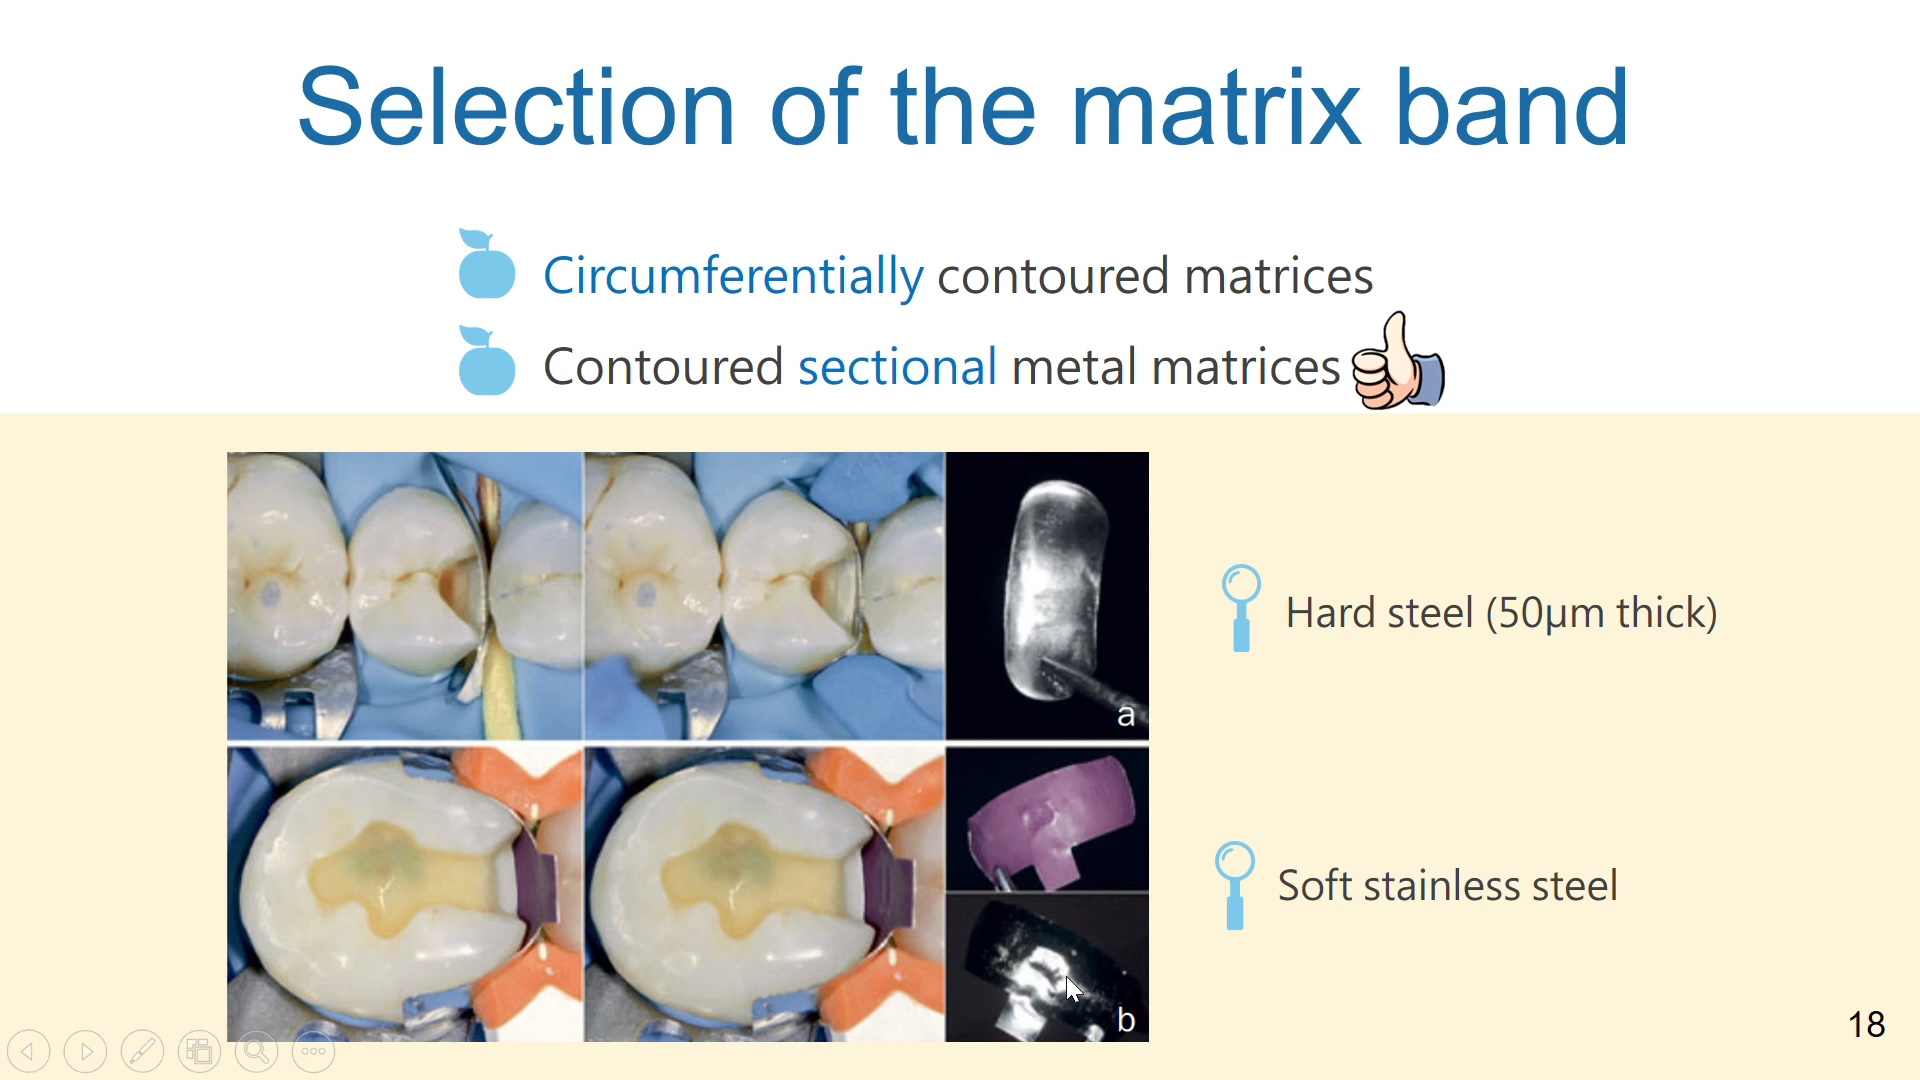 Selection of the matrix band
Circumferentially contoured matrices
Contoured sectional metal matrices
a
Hard steel (50µm thick)
Soft stainless steel
b
18